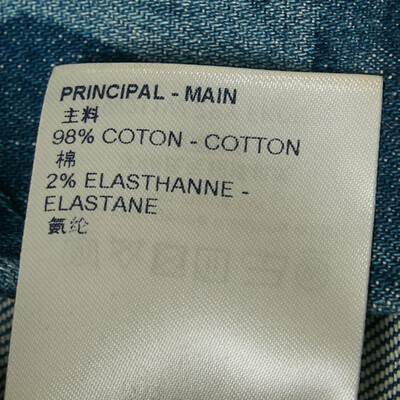 PRINCIPAL - MAIN
主料
98% COTON - COTTON
棉
2% ELASTHANNE -
ELASTANE
氨纶